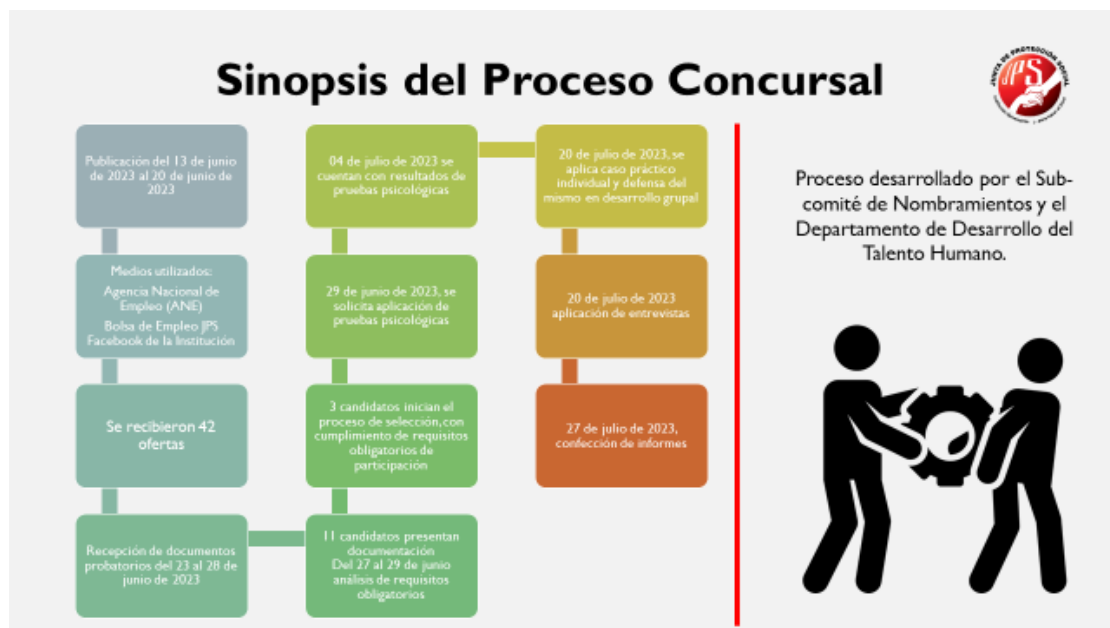 Sinopsis del Proceso Concursal
JUNTA DE PROTECCIÓN SOCIAL
JPS
Publicación del 13 de junio
de 2023 al 20 de junio de
2023
Medios utilizados:
Agencia Nacional de
Empleo (ANE)
Bolsa de Empleo JPS
Facebook de la Institución
Se recibieron 42
ofertas
Recepción de documentos
probatorios del 23 al 28 de
junio de 2023
11 candidatos presentan
documentación
Del 27 al 29 de junio
análisis de requisitos
obligatorios
3 candidatos inician el
proceso de selección, con
cumplimiento de requisitos
obligatorios de
participación
29 de junio de 2023, se
solicita aplicación de
pruebas psicológicas
04 de julio de 2023 se
cuentan con resultados de
pruebas psicológicas
20 de julio de 2023, se
aplica caso práctico
individual y defensa del
mismo en desarrollo grupal
20 de julio de 2023
aplicación de entrevistas
27 de julio de 2023,
confección de informes
Proceso desarrollado por el Sub-
comité de Nombramientos y el
Departamento de Desarrollo del
Talento Humano.